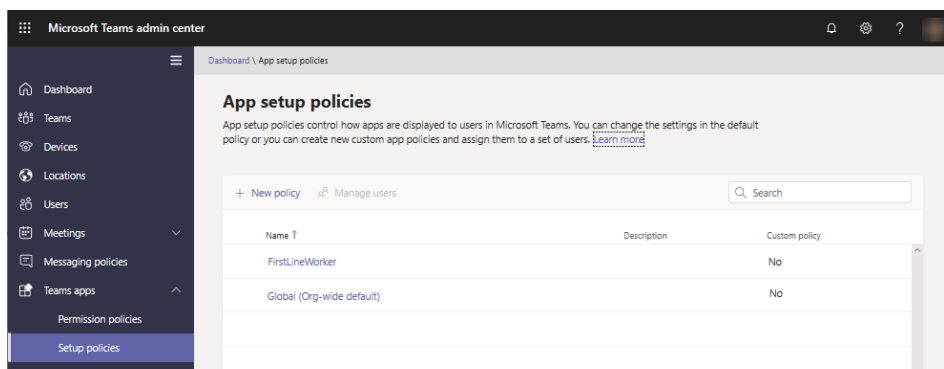 Microsoft Teams admin center
?
Dashboard \ App setup policies
Dashboard
Teams
Devices
Locations
Users
Meetings
Messaging policies
Teams apps
Permission policies
Setup policies
App setup policies
App setup policies control how apps are displayed to users in Microsoft Teams. You can change the settings in the default
policy or you can create new custom app policies and assign them to a set of users. Learn more
+ New policy Manage users
Search
Name ↑ Description Custom policy
FirstLineWorker No
Global (Org-wide default) No